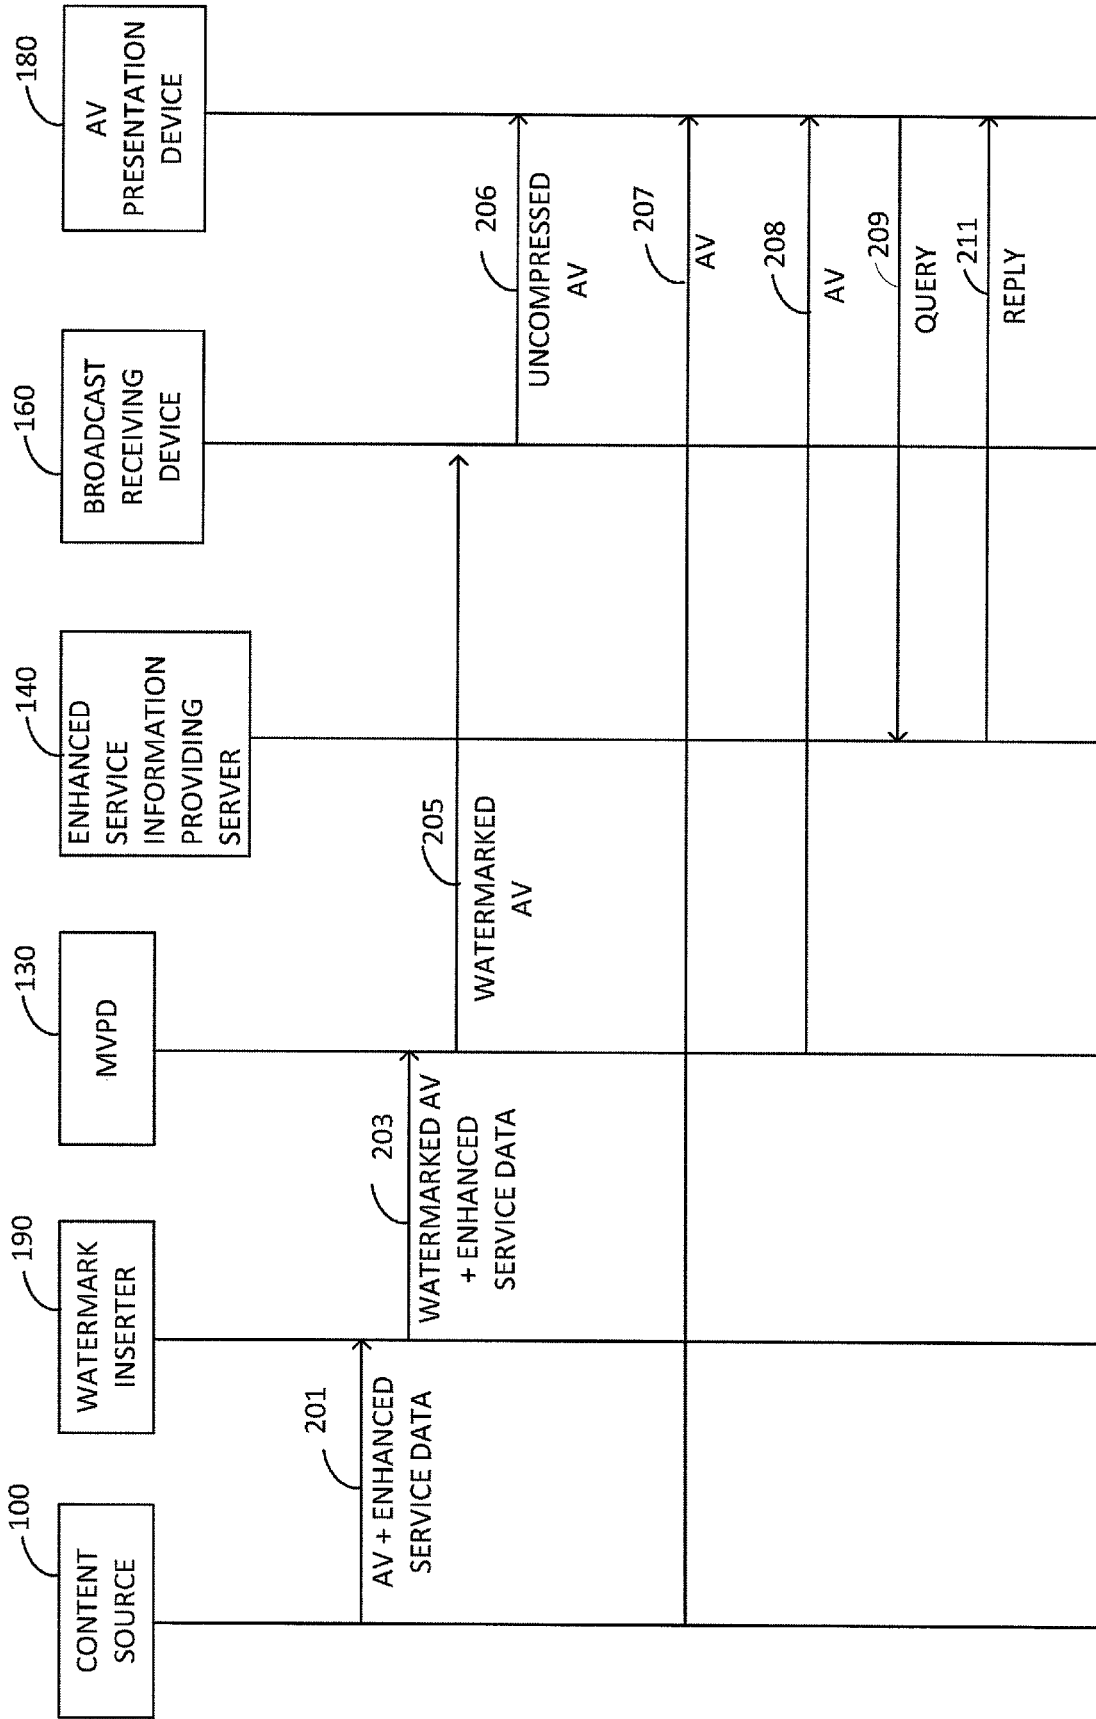 100
CONTENT
SOURCE
190
WATERMARK
INSERTER
130
MVPD
140
ENHANCED
SERVICE
INFORMATION
PROVIDING
SERVER
160
BROADCAST
RECEIVING
DEVICE
180
AV
PRESENTATION
DEVICE
201
AV + ENHANCED
SERVICE DATA
203
WATERMARKED AV
+ ENHANCED
SERVICE DATA
205
WATERMARKED
AV
206
UNCOMPRESSED
AV
207
AV
208
AV
209
QUERY
211
REPLY